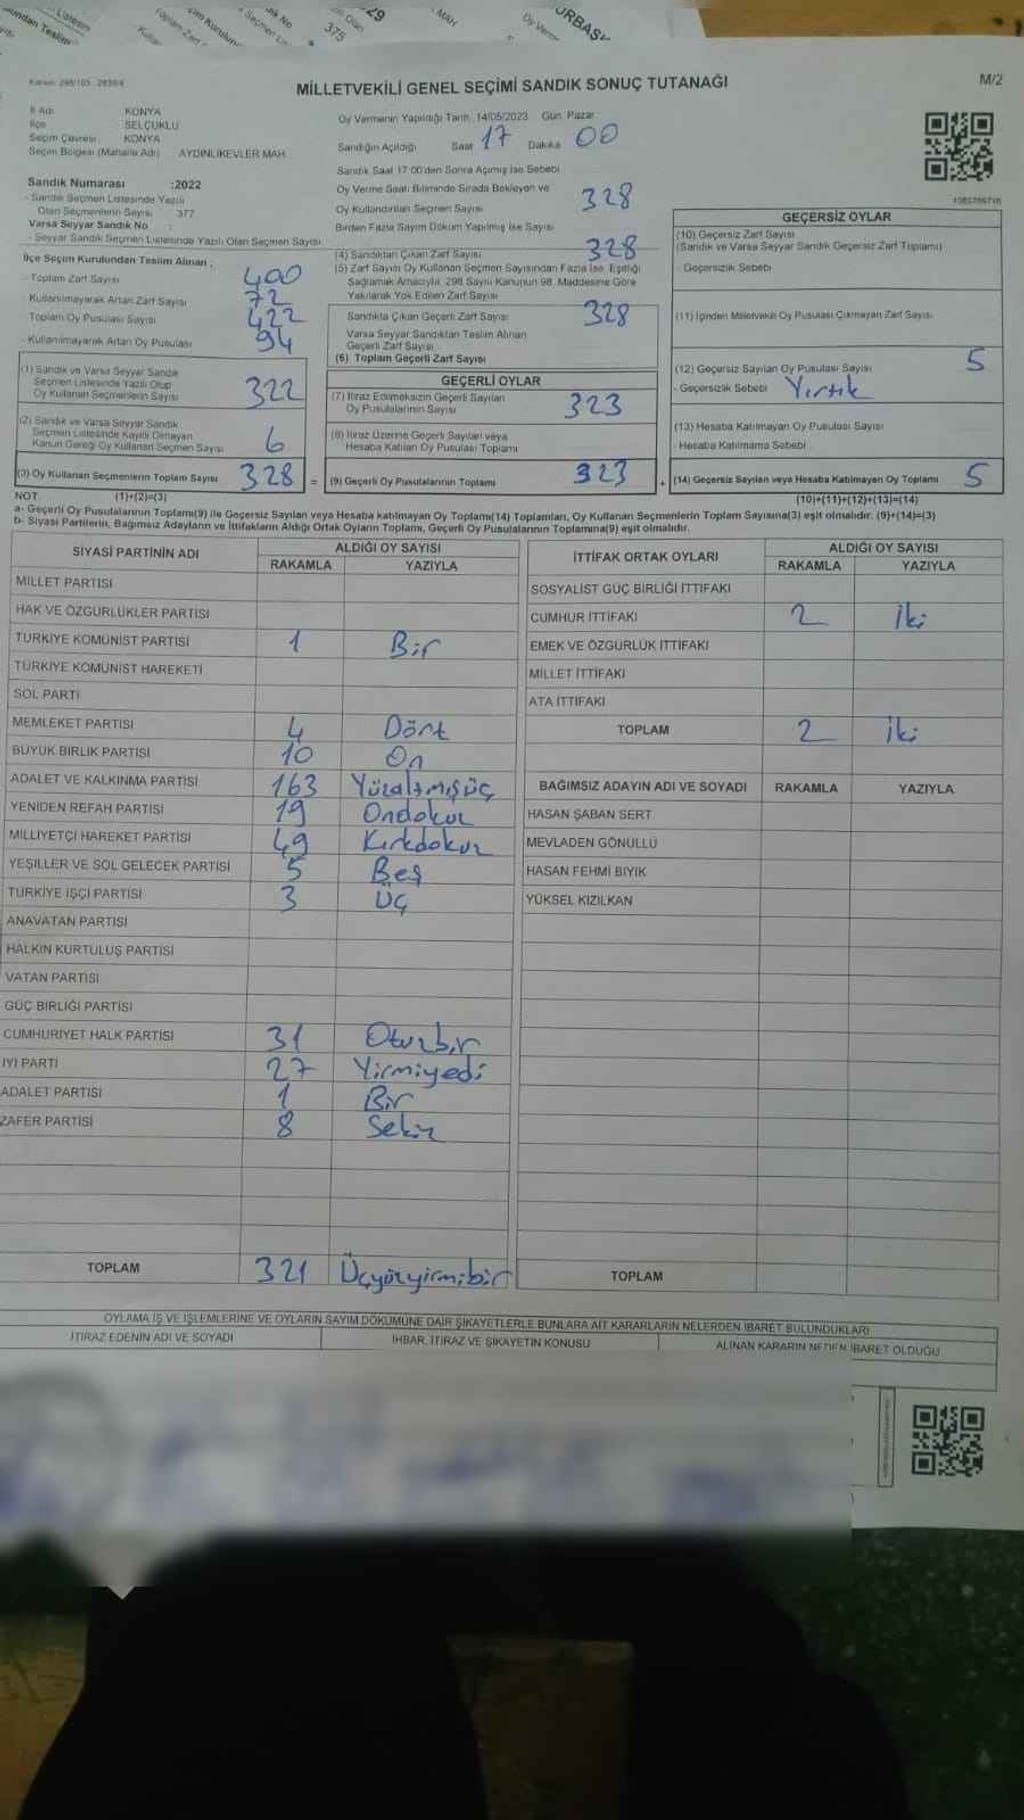 375
MAH
MİLLETVEKİLİ GENEL SEÇİMİ SANDIK SONUÇ TUTANAĞI
M/2
İl Adı KONYA
İlçe SELÇUKLU
Seçim Çevresi KONYA
Seçim Bölgesi (Mahalle Adı) AYDINLIKEVLER MAH.
Sandık Numarası :2022
- Sandık Seçmen Listesinde Yazılı
Olan Seçmenlerin Sayısı 377
Varsa Seyyar Sandık No :
- Seyyar Sandık Seçmen Listesinde Yazılı Olan Seçmen Sayısı
İlçe Seçim Kurulundan Teslim Alınan ;
- Toplam Zarf Sayısı 400
Kullanılmayarak Artan Zarf Sayısı 72
Toplam Oy Pusulası Sayısı 422
- Kullanılmayarak Artan Oy Pusulası 94
(1) Sandık ve Varsa Seyyar Sandık
Seçmen Listesinde Yazılı Olup
Oy Kullanan Seçmenlerin Sayısı 322
(2) Sandık ve Varsa Seyyar Sandık
Seçmen Listesinde Kayıtlı Olmayan
Kanun Gereği Oy Kullanan Seçmen Sayısı 6
(3) Oy Kullanan Seçmenlerin Toplam Sayısı 328 =
Oy Vermenin Yapıldığı Tarih : 14/05/2023 Gün: Pazar
Sandığın Açıldığı Saat 17 Dakika 00
Sandık Saat 17:00'den Sonra Açılmış İse Sebebi
Oy Verme Saati Bitiminde Sırada Bekleyen ve
Oy Kullandırılan Seçmen Sayısı 328
Birden Fazla Sayım Döküm Yapılmış İse Sayısı
(4) Sandıktan Çıkan Zarf Sayısı 328
(5) Zarf Sayısı Oy Kullanan Seçmen Sayısından Fazla İse, Eşitliği
Sağlamak Amacıyla, 298 Sayılı Kanunun 98. Maddesine Göre
Yakılarak Yok Edilen Zarf Sayısı
Sandıkta Çıkan Geçerli Zarf Sayısı 328
Varsa Seyyar Sandıktan Teslim Alınan
Geçerli Zarf Sayısı
(6) Toplam Geçerli Zarf Sayısı
GEÇERLİ OYLAR
(7) İtiraz Edilmeksizin Geçerli Sayılan
Oy Pusulalarının Sayısı 323
(8) İtiraz Üzerine Geçerli Sayılan veya
Hesaba Katılan Oy Pusulası Toplamı
(9) Geçerli Oy Pusulalarının Toplamı 323 +
GEÇERSİZ OYLAR
(10) Geçersiz Zarf Sayısı
(Sandık ve Varsa Seyyar Sandık Geçersiz Zarf Toplamı)
- Geçersizlik Sebebi
(11) İçinden Milletvekili Oy Pusulası Çıkmayan Zarf Sayısı
(12) Geçersiz Sayılan Oy Pusulası Sayısı 5
- Geçersizlik Sebebi Yırtık
(13) Hesaba Katılmayan Oy Pusulası Sayısı
- Hesaba Katılmama Sebebi
(14) Geçersiz Sayılan veya Hesaba Katılmayan Oy Toplamı 5
NOT: (1)+(2)=(3) (10)+(11)+(12)+(13)=(14)
a- Geçerli Oy Pusulalarının Toplamı(9) ile Geçersiz Sayılan veya Hesaba katılmayan Oy Toplamı(14) Toplamları, Oy Kullanan Seçmenlerin Toplam Sayısına(3) eşit olmalıdır. (9)+(14)=(3)
b- Siyasi Partilerin, Bağımsız Adayların ve İttifakların Aldığı Ortak Oyların Toplamı, Geçerli Oy Pusulalarının Toplamına(9) eşit olmalıdır.
SİYASİ PARTİNİN ADI ALDIĞI OY SAYISI
RAKAMLA YAZIYLA
MİLLET PARTİSİ
HAK VE ÖZGÜRLÜKLER PARTİSİ
TÜRKİYE KOMÜNİST PARTİSİ 1 Bir
TÜRKİYE KOMÜNİST HAREKETİ
SOL PARTİ
MEMLEKET PARTİSİ 4 Dört
BÜYÜK BİRLİK PARTİSİ 10 On
ADALET VE KALKINMA PARTİSİ 163 Yüzaltmışüç
YENİDEN REFAH PARTİSİ 19 Ondokuz
MİLLİYETÇİ HAREKET PARTİSİ 49 Kırkdokuz
YEŞİLLER VE SOL GELECEK PARTİSİ 5 Beş
TÜRKİYE İŞÇİ PARTİSİ 3 Üç
ANAVATAN PARTİSİ
HALKIN KURTULUŞ PARTİSİ
VATAN PARTİSİ
GÜÇ BİRLİĞİ PARTİSİ
CUMHURİYET HALK PARTİSİ 31 Otuzbir
İYİ PARTİ 27 Yirmiyedi
ADALET PARTİSİ 1 Bir
ZAFER PARTİSİ 8 Sekiz
TOPLAM 321 Üçyüzyirmibir
İTTİFAK ORTAK OYLARI ALDIĞI OY SAYISI
RAKAMLA YAZIYLA
SOSYALİST GÜÇ BİRLİĞİ İTTİFAKI
CUMHUR İTTİFAKI 2 İki
EMEK VE ÖZGÜRLÜK İTTİFAKI
MİLLET İTTİFAKI
ATA İTTİFAKI
TOPLAM 2 İki
BAĞIMSIZ ADAYIN ADI VE SOYADI RAKAMLA YAZIYLA
HASAN ŞABAN SERT
MEVLADEN GÖNÜLLÜ
HASAN FEHMİ BIYIK
YÜKSEL KIZILKAN
TOPLAM
OYLAMA İŞ VE İŞLEMLERİNE VE OYLARIN SAYIM DÖKÜMÜNE DAİR ŞİKAYETLERLE BUNLARA AİT KARARLARIN NELERDEN İBARET BULUNDUKLARI
İTİRAZ EDENİN ADI VE SOYADI İHBAR, İTİRAZ VE ŞİKAYETİN KONUSU ALINAN KARARIN NEDEN İBARET OLDUĞU